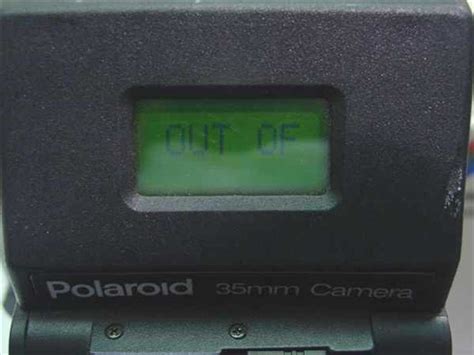 OUT OF
Polaroid 35mm Camera